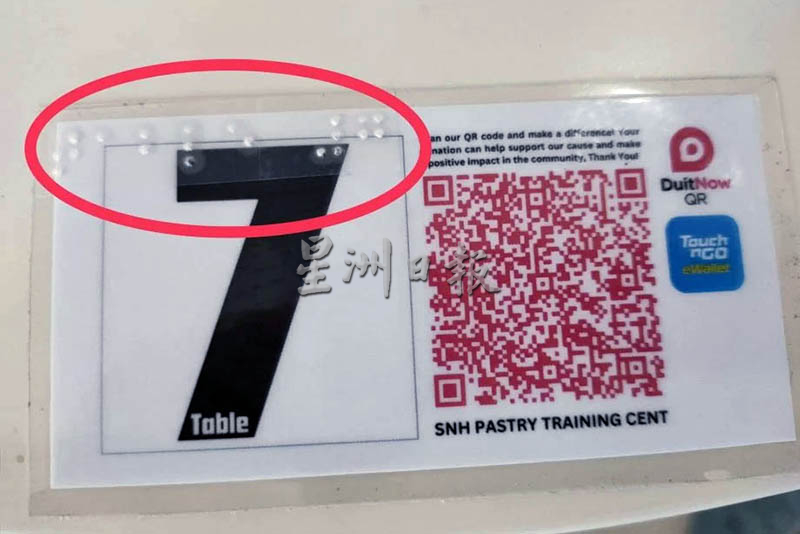 7
Table
an our QR code and make a difference! Your
nation can help support our cause and make
positive impact in the community, Thank You!
DuitNow
QR
Touch
nGO
eWallet
星洲日報
SNH PASTRY TRAINING CENT